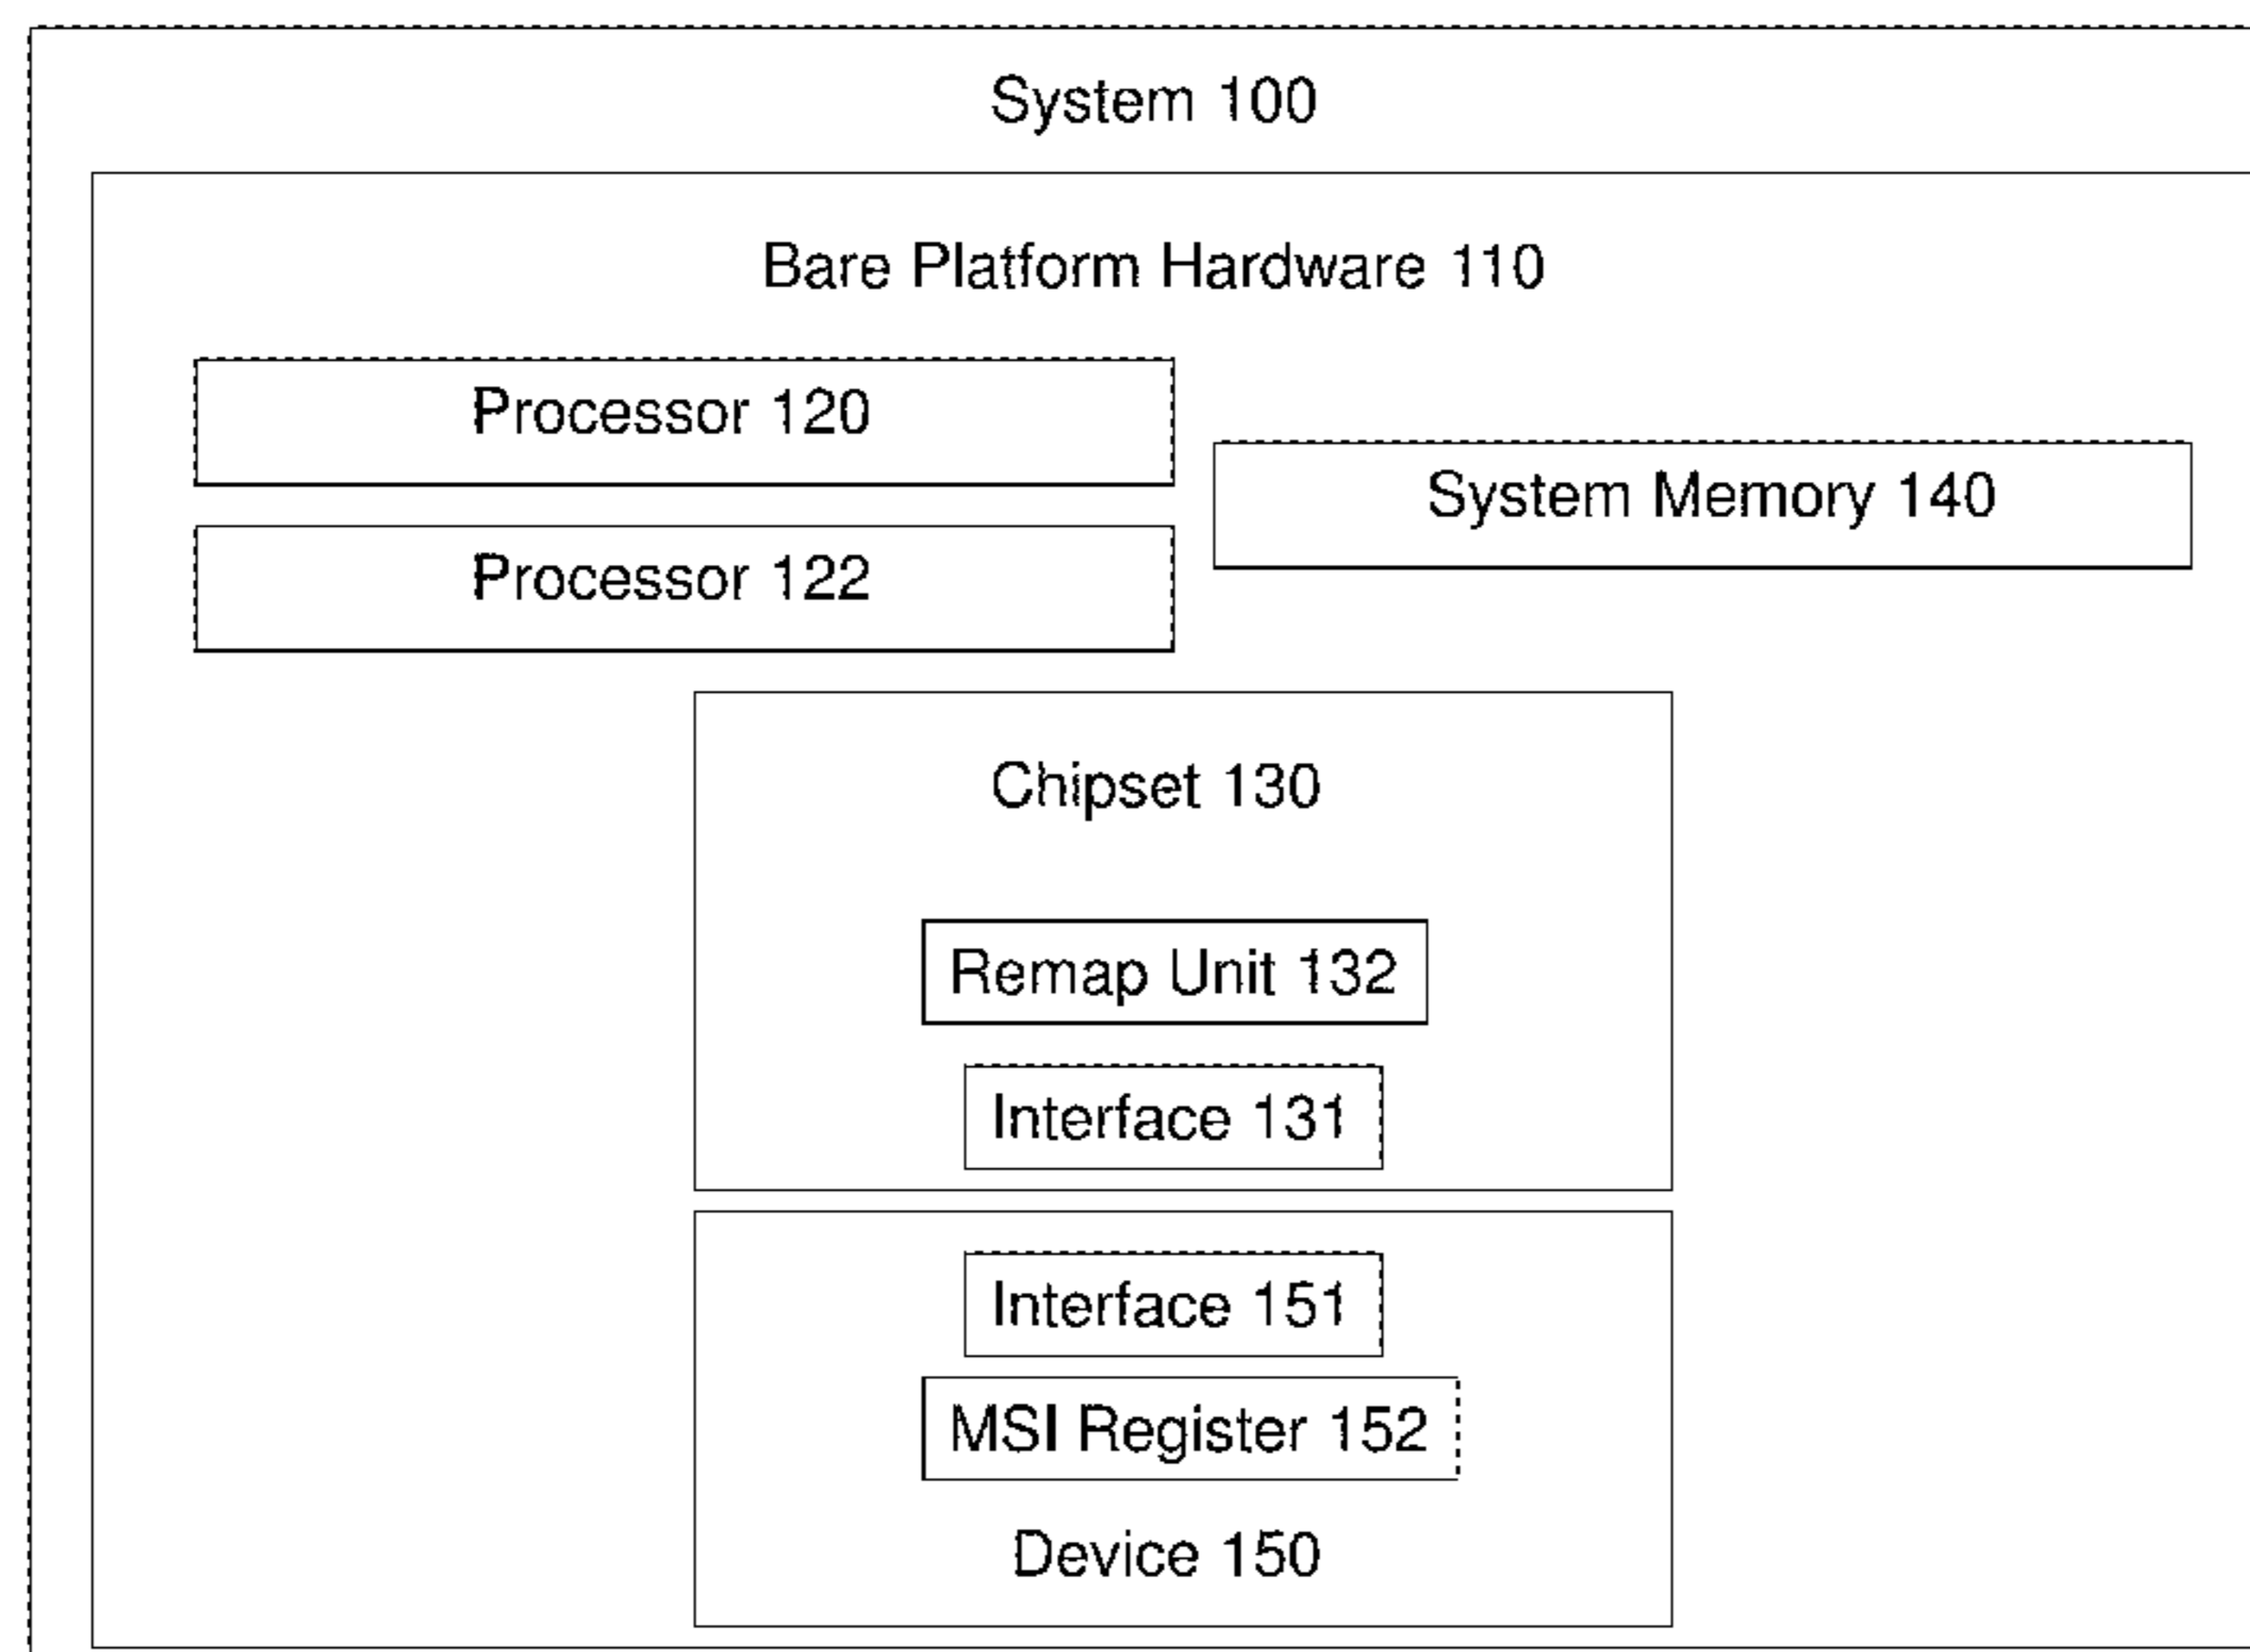 System 100
Bare Platform Hardware 110
Processor 120
System Memory 140
Processor 122
Chipset 130
Remap Unit 132
Interface 131
Interface 151
MSI Register 152
Device 150